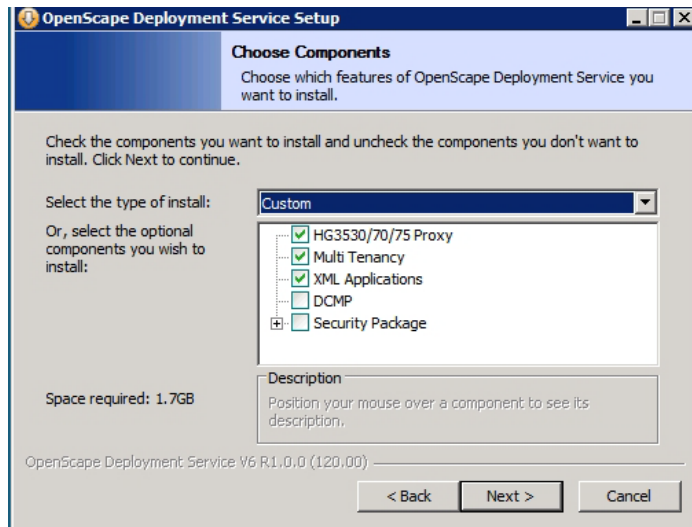 OpenScape Deployment Service Setup
Choose Components
Choose which features of OpenScape Deployment Service you
want to install.
Check the components you want to install and uncheck the components you don't want to
install. Click Next to continue.
Select the type of install:
Custom
Or, select the optional
components you wish to
install:
HG3530/70/75 Proxy
Multi Tenancy
XML Applications
DCMP
Security Package
Space required: 1.7GB
Description
Position your mouse over a component to see its
description.
OpenScape Deployment Service V6 R1.0.0 (120.00)
< Back
Next >
Cancel